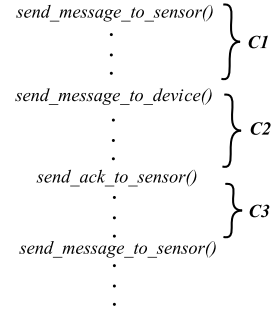 send_message_to_sensor()
C1
send_message_to_device()
C2
send_ack_to_sensor()
C3
send_message_to_sensor()